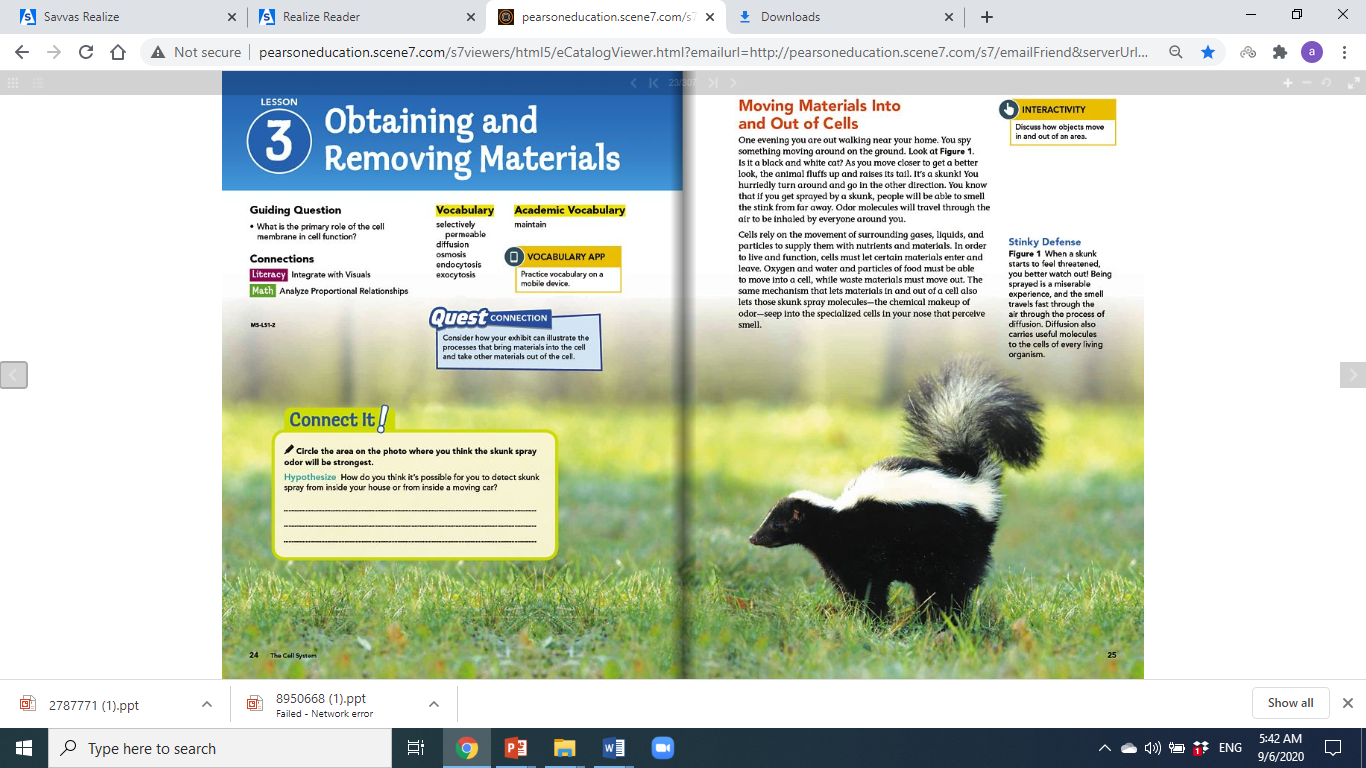 Savvas Realize
Realize Reader
pearsoneducation.scene7.com/s7
Downloads
Not secure
pearsoneducation.scene7.com/s7viewers/html5/eCatalogViewer.html?emailurl=http://pearsoneducation.scene7.com/s7/emailFriend&serverUrl...
a
23/307
LESSON
3
Obtaining and
Removing Materials
Guiding Question
• What is the primary role of the cell
membrane in cell function?
Connections
Literacy Integrate with Visuals
Math Analyze Proportional Relationships
MS-LS1-2
Vocabulary
selectively
permeable
diffusion
osmosis
endocytosis
exocytosis
Academic Vocabulary
maintain
VOCABULARY APP
Practice vocabulary on a
mobile device.
Quest CONNECTION
Consider how your exhibit can illustrate the
processes that bring materials into the cell
and take other materials out of the cell.
Connect It!
Circle the area on the photo where you think the skunk spray
odor will be strongest.
Hypothesize How do you think it's possible for you to detect skunk
spray from inside your house or from inside a moving car?
24 The Cell System
Moving Materials Into
and Out of Cells
One evening you are out walking near your home. You spy
something moving around on the ground. Look at Figure 1.
Is it a black and white cat? As you move closer to get a better
look, the animal fluffs up and raises its tail. It's a skunk! You
hurriedly turn around and go in the other direction. You know
that if you get sprayed by a skunk, people will be able to smell
the stink from far away. Odor molecules will travel through the
air to be inhaled by everyone around you.
Cells rely on the movement of surrounding gases, liquids, and
particles to supply them with nutrients and materials. In order
to live and function, cells must let certain materials enter and
leave. Oxygen and water and particles of food must be able
to move into a cell, while waste materials must move out. The
same mechanism that lets materials in and out of a cell also
lets those skunk spray molecules—the chemical makeup of
odor—seep into the specialized cells in your nose that perceive
smell.
INTERACTIVITY
Discuss how objects move
in and out of an area.
Stinky Defense
Figure 1 When a skunk
starts to feel threatened,
you better watch out! Being
sprayed is a miserable
experience, and the smell
travels fast through the
air through the process of
diffusion. Diffusion also
carries useful molecules
to the cells of every living
organism.
25
2787771 (1).ppt
8950668 (1).ppt
Failed - Network error
Show all
Type here to search
ENG
5:42 AM
9/6/2020